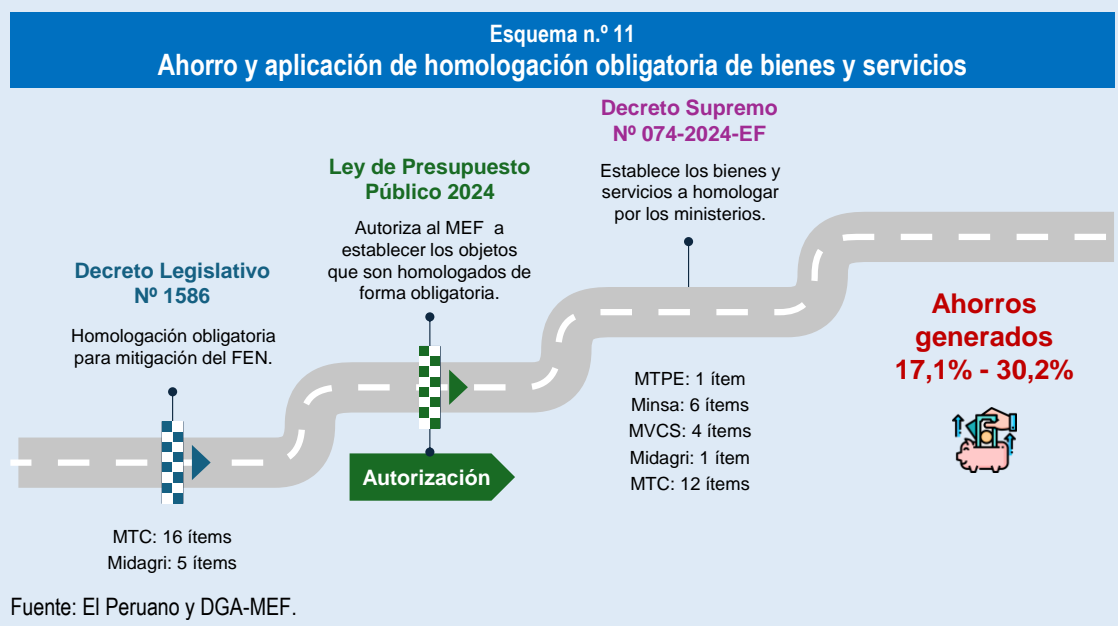 Esquema n.º 11
Ahorro y aplicación de homologación obligatoria de bienes y servicios
Decreto Legislativo
Nº 1586
Homologación obligatoria
para mitigación del FEN.
MTC: 16 ítems
Midagri: 5 ítems
Ley de Presupuesto
Público 2024
Autoriza al MEF a
establecer los objetos
que son homologados de
forma obligatoria.
Autorización
Decreto Supremo
Nº 074-2024-EF
Establece los bienes y
servicios a homologar
por los ministerios.
MTPE: 1 ítem
Minsa: 6 ítems
MVCS: 4 ítems
Midagri: 1 ítem
MTC: 12 ítems
Ahorros
generados
17,1% - 30,2%
Fuente: El Peruano y DGA-MEF.